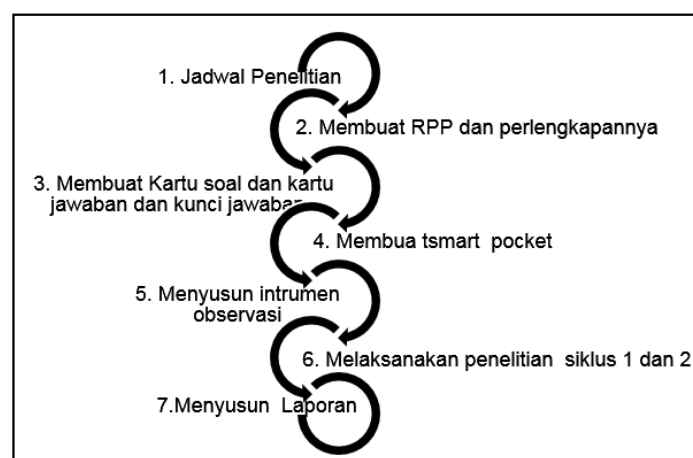 1. Jadwal Penelitian
2. Membuat RPP dan perlengkapannya
3. Membuat Kartu soal dan kartu
jawaban dan kunci jawaban
4. Membua tsmart pocket
5. Menyusun intrumen
observasi
6. Melaksanakan penelitian siklus 1 dan 2
7.Menyusun Laporan